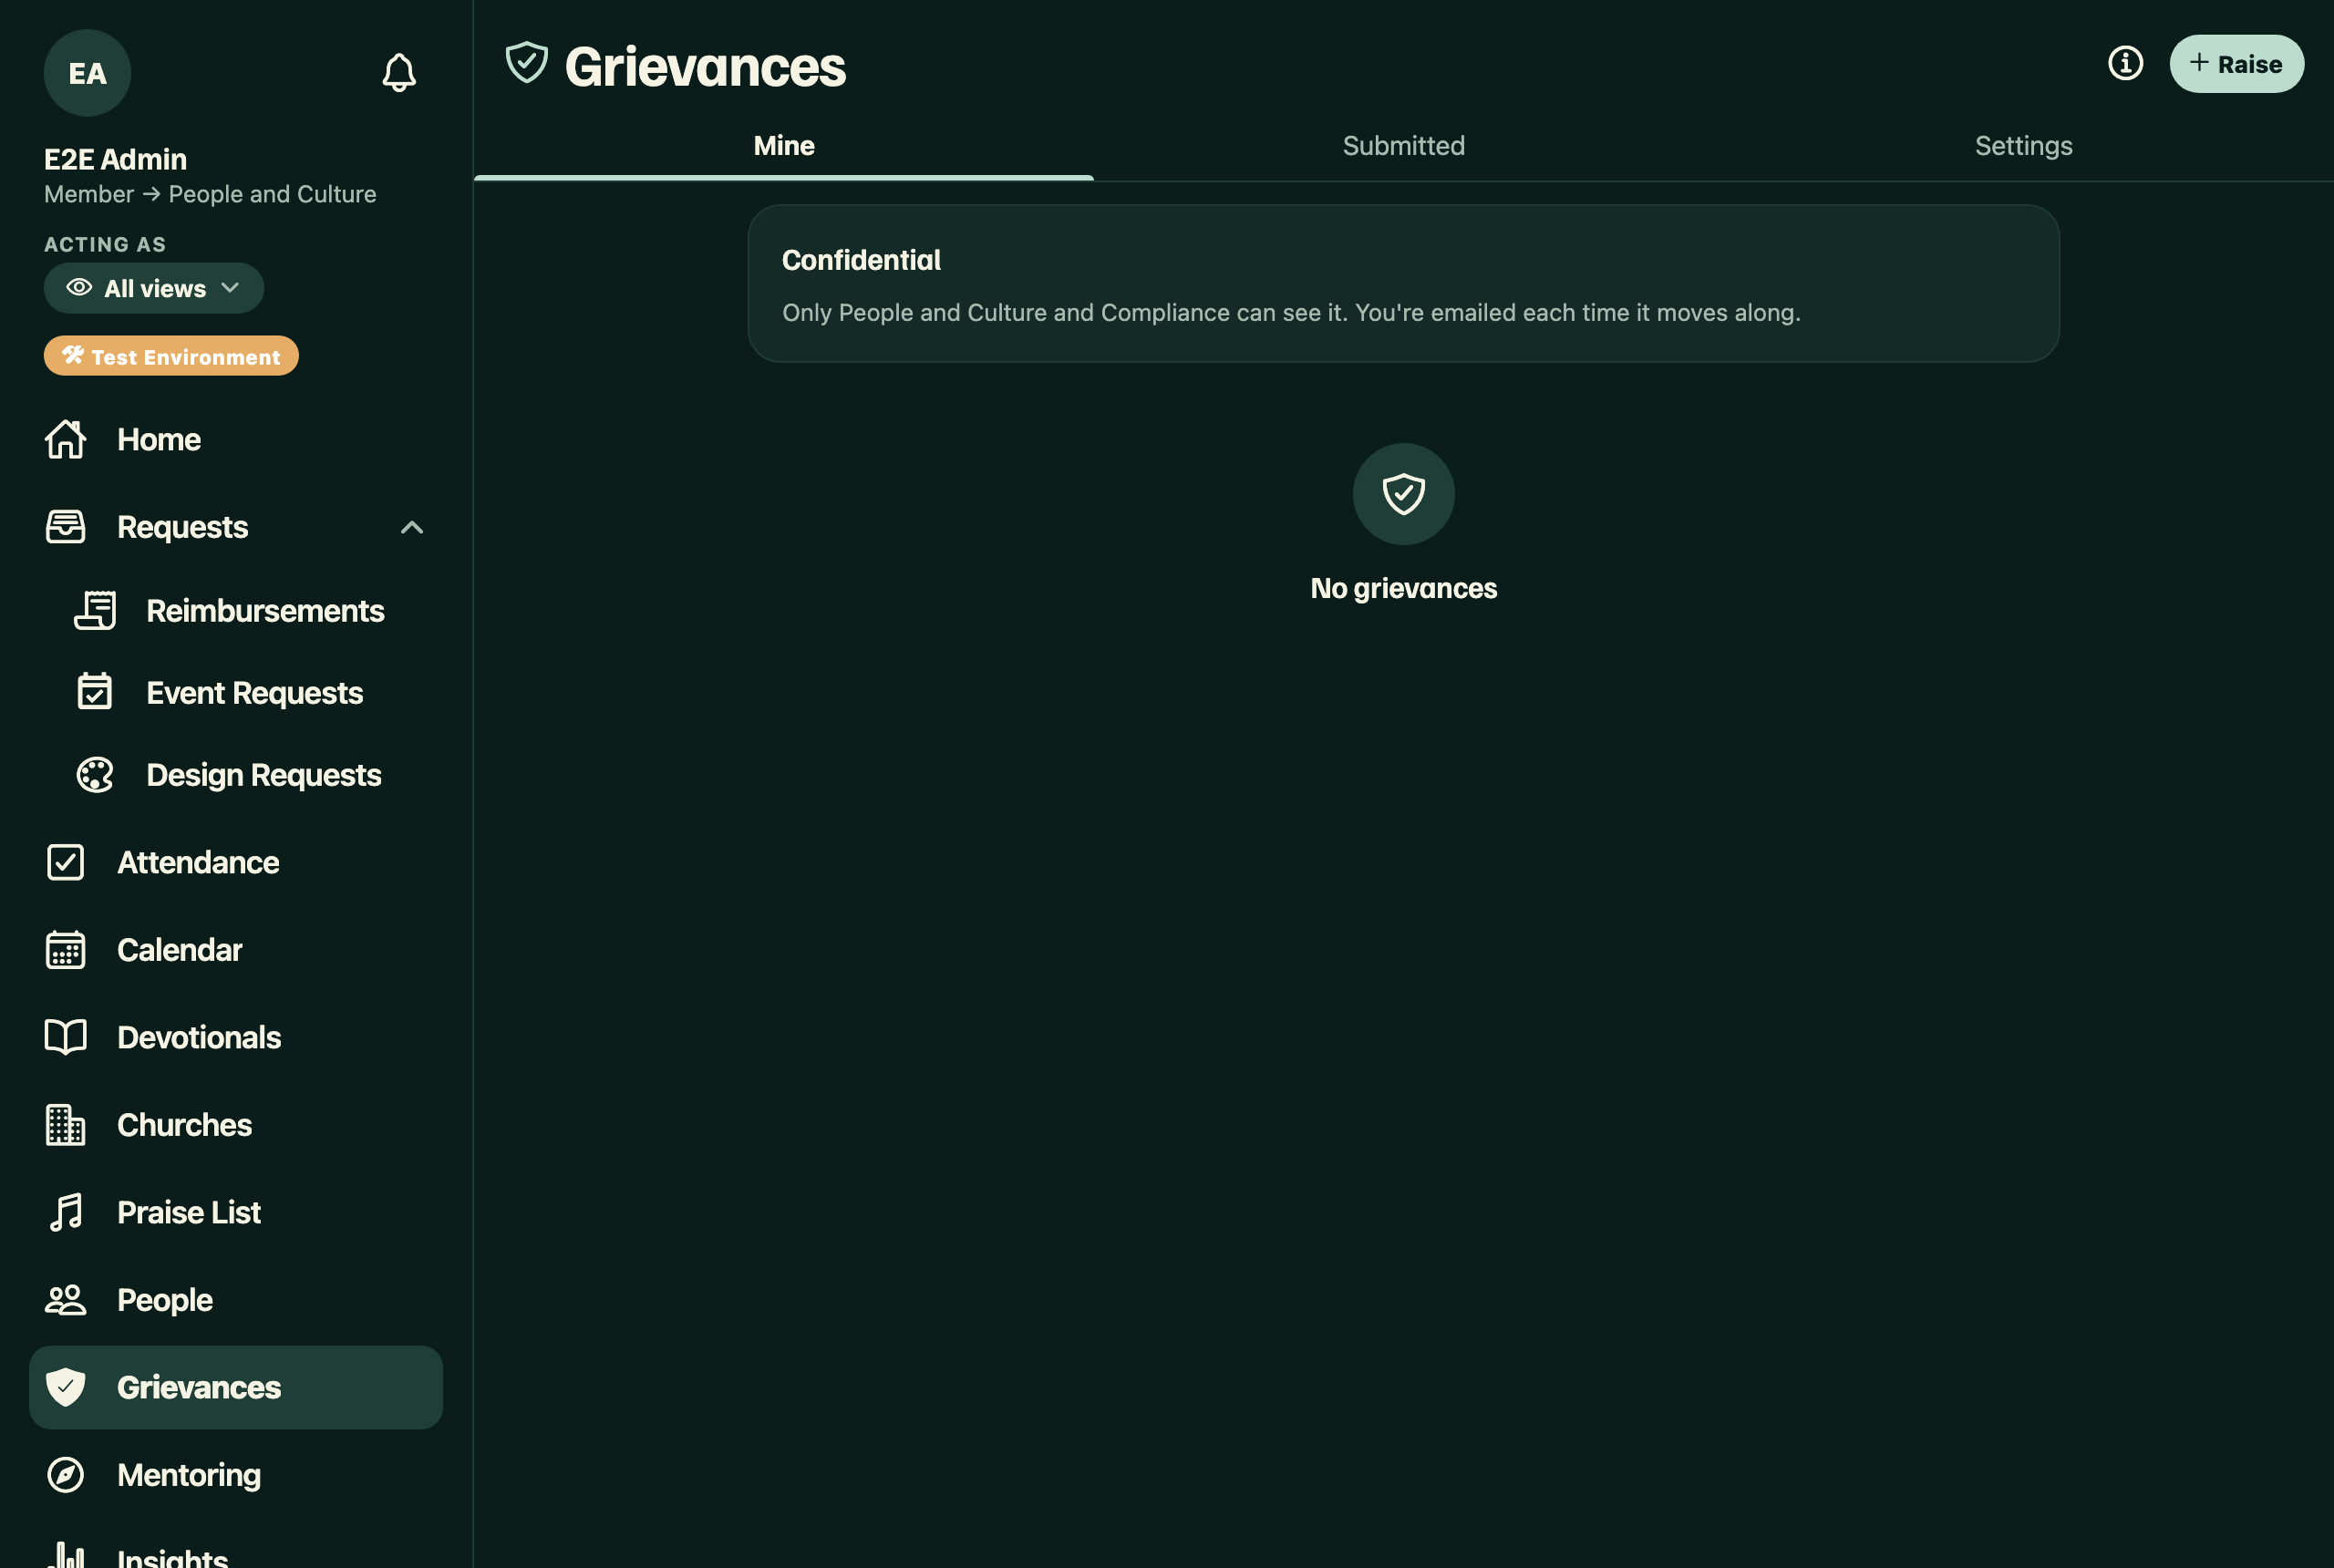 EA
E2E Admin
Member → People and Culture
ACTING AS
All views
Test Environment
Home
Requests
Reimbursements
Event Requests
Design Requests
Attendance
Calendar
Devotionals
Churches
Praise List
People
Grievances
Mentoring
Insights
Grievances
+ Raise
Mine
Submitted
Settings
Confidential
Only People and Culture and Compliance can see it. You're emailed each time it moves along.
No grievances